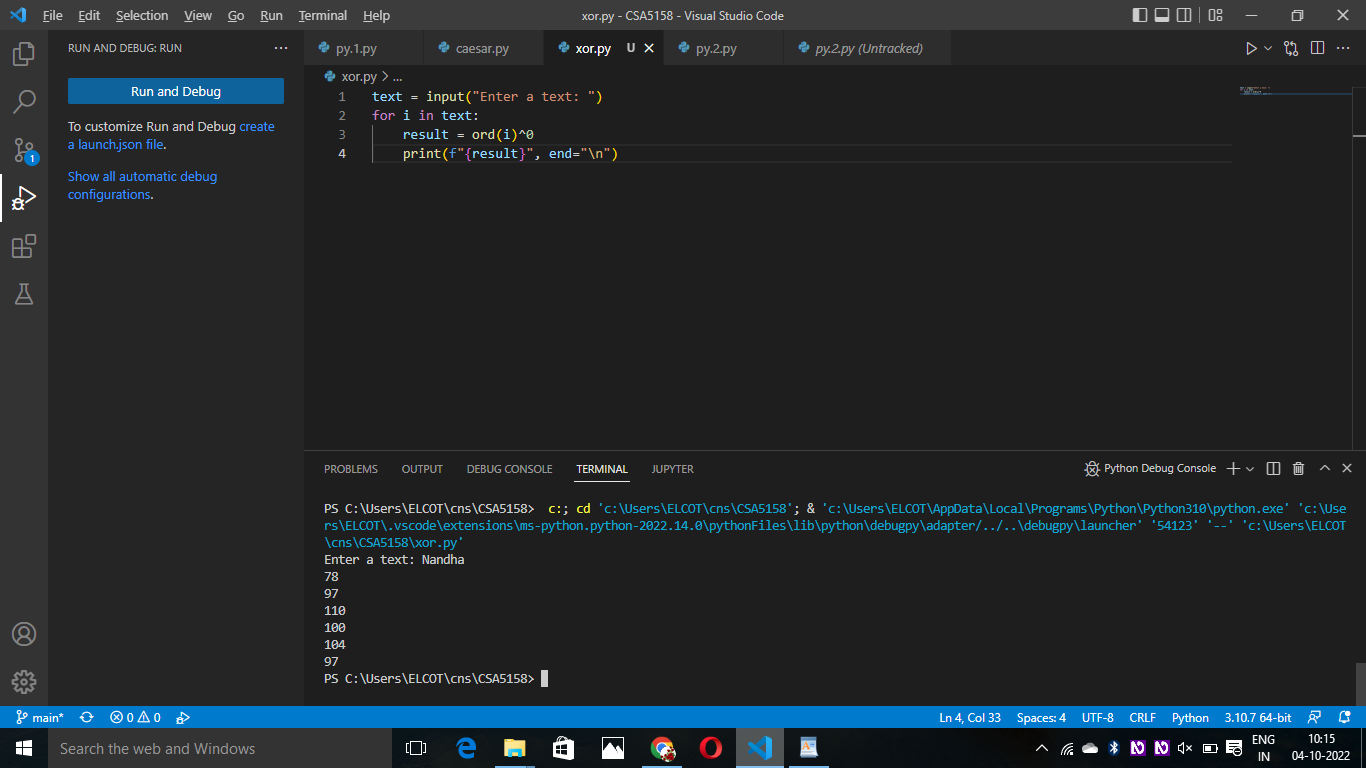 File Edit Selection View Go Run Terminal Help xor.py - CSA5158 - Visual Studio Code
RUN AND DEBUG: RUN ...
py.1.py caesar.py xor.py U py.2.py py.2.py (Untracked)
Run and Debug
To customize Run and Debug create
a launch.json file.
Show all automatic debug
configurations.
1
xor.py > ...
1 text = input("Enter a text: ")
2 for i in text:
3 result = ord(i)^0
4 print(f"{result}", end="\n")
PROBLEMS OUTPUT DEBUG CONSOLE TERMINAL JUPYTER Python Debug Console
PS C:\Users\ELCOT\cns\CSA5158> c:; cd 'c:\Users\ELCOT\cns\CSA5158'; & 'c:\Users\ELCOT\AppData\Local\Programs\Python\Python310\python.exe' 'c:\Use
rs\ELCOT\.vscode\extensions\ms-python.python-2022.14.0\pythonFiles\lib\python\debugpy\adapter/../..\debugpy\launcher' '54123' '--' 'c:\Users\ELCOT
\cns\CSA5158\xor.py'
Enter a text: Nandha
78
97
110
100
104
97
PS C:\Users\ELCOT\cns\CSA5158>
main* 0 0 Ln 4, Col 33 Spaces: 4 UTF-8 CRLF Python 3.10.7 64-bit
Search the web and Windows
ENG
IN
10:15
04-10-2022